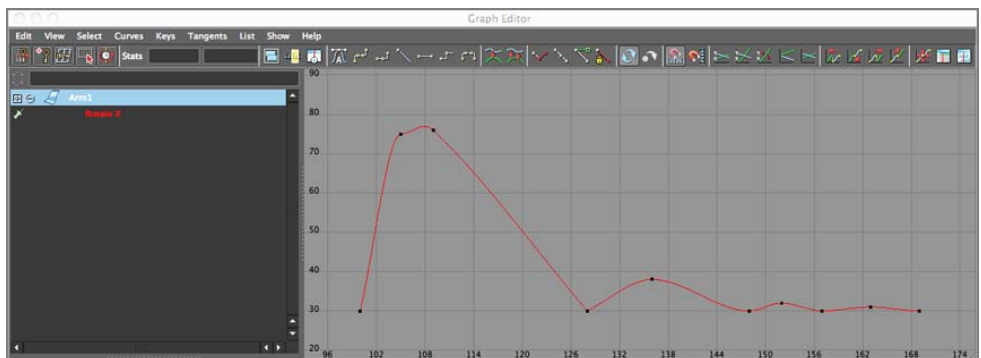 Graph Editor
Edit View Select Curves Keys Tangents List Show Help
Stats
Arm1
Rotate X
90
80
70
60
50
40
30
20
96 102 108 114 120 126 132 138 144 150 156 162 168 174